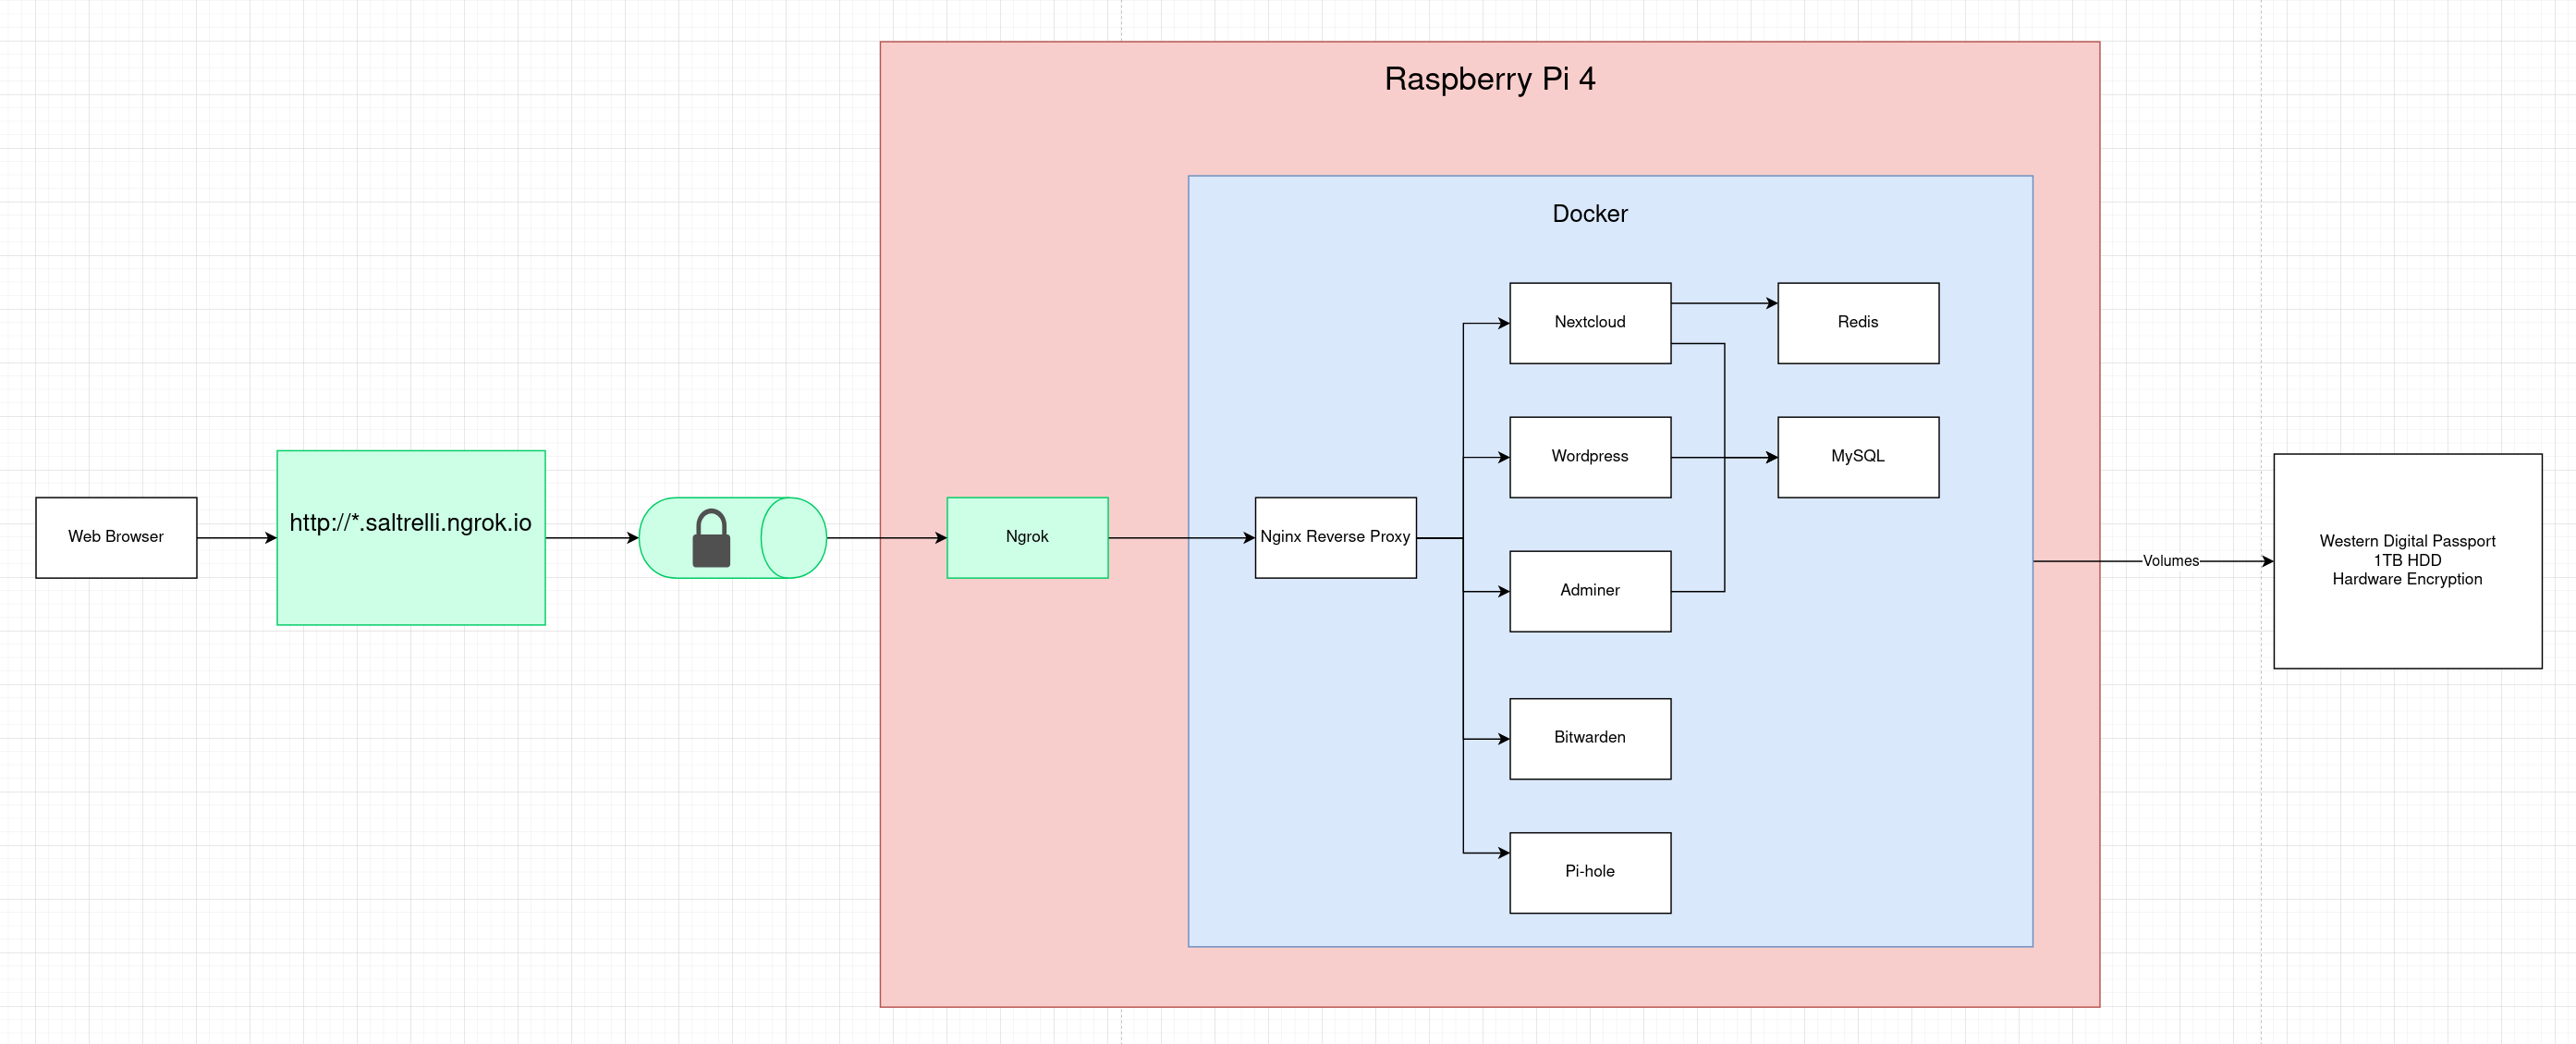 Raspberry Pi 4
Docker
Nextcloud
Redis
Wordpress
MySQL
Web Browser
http://*.saltrelli.ngrok.io
Ngrok
Nginx Reverse Proxy
Adminer
Volumes
Western Digital Passport
1TB HDD
Hardware Encryption
Bitwarden
Pi-hole